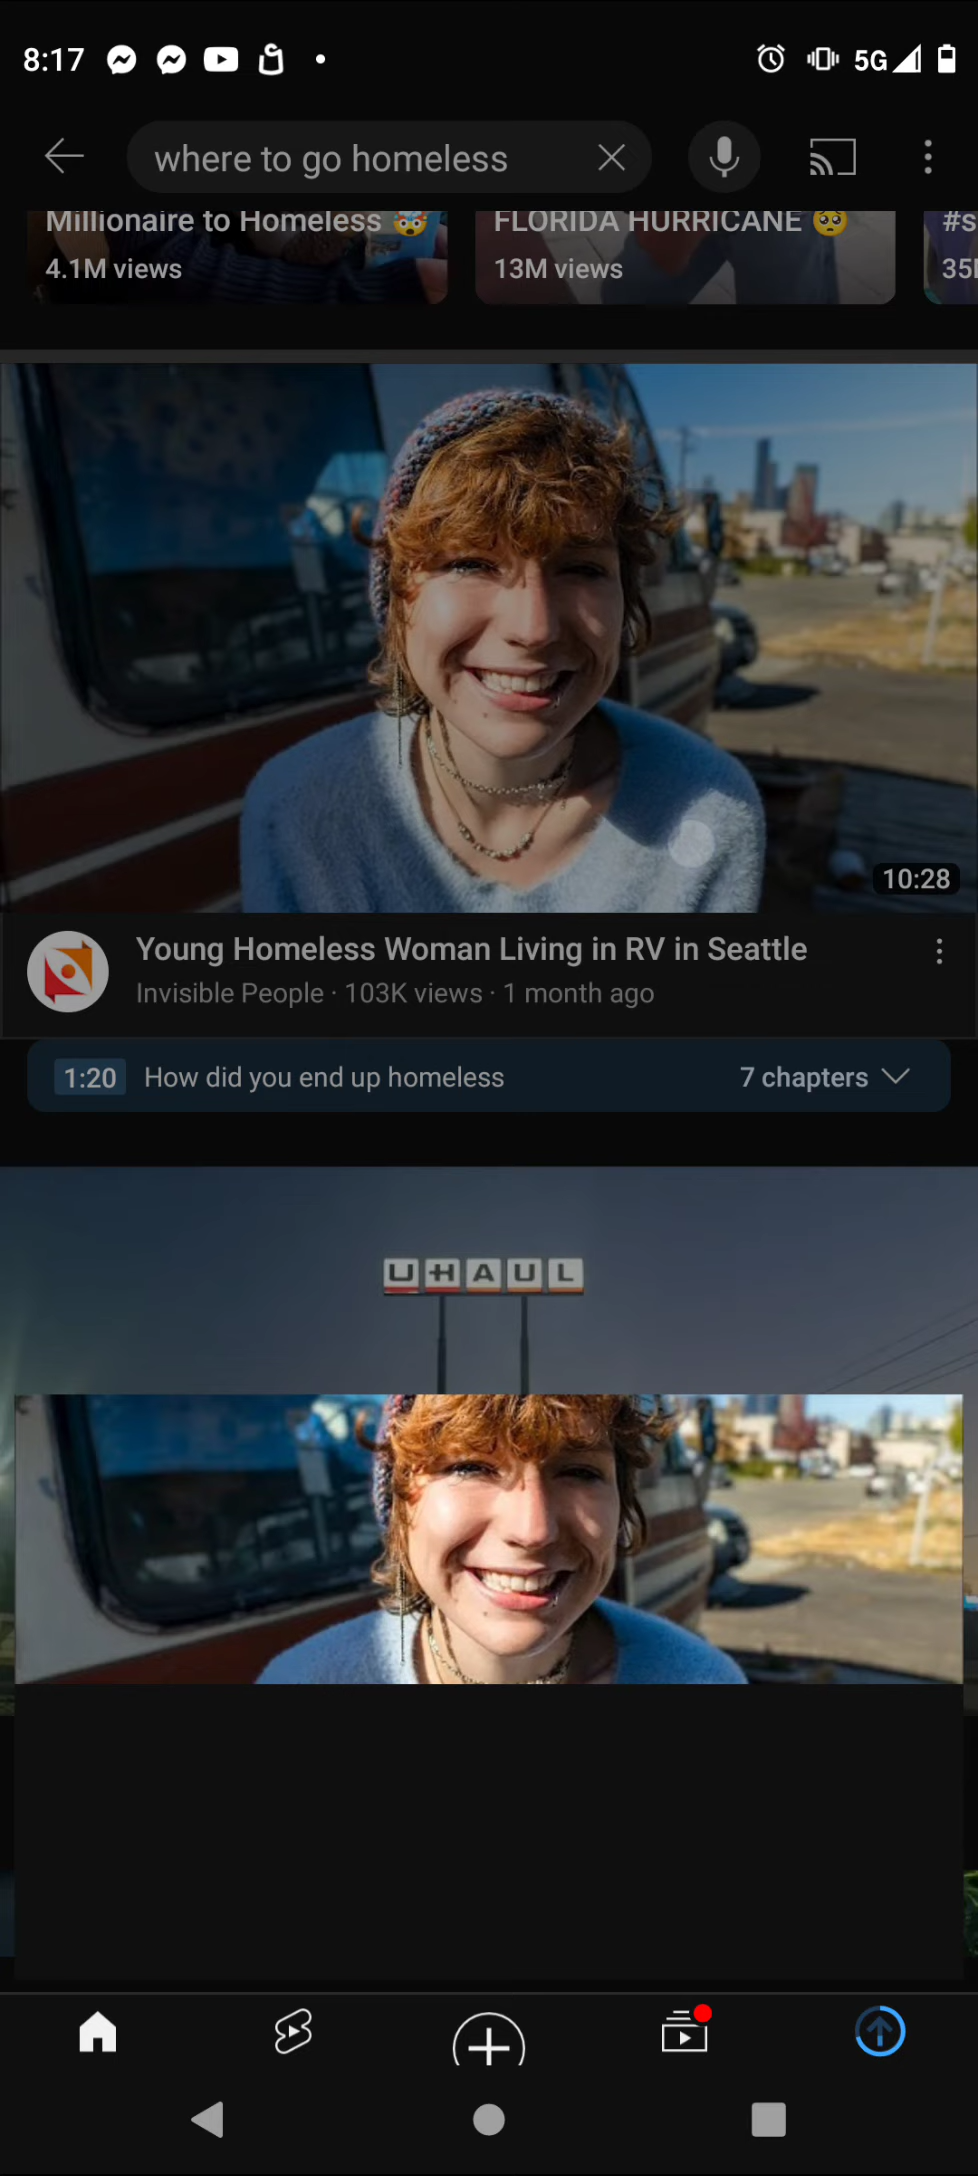 8:17
5G
where to go homeless
Millionaire to Homeless 🤯
4.1M views
FLORIDA HURRICANE 🥺
13M views
10:28
Young Homeless Woman Living in RV in Seattle
Invisible People · 103K views · 1 month ago
1:20 How did you end up homeless 7 chapters
UHAUL